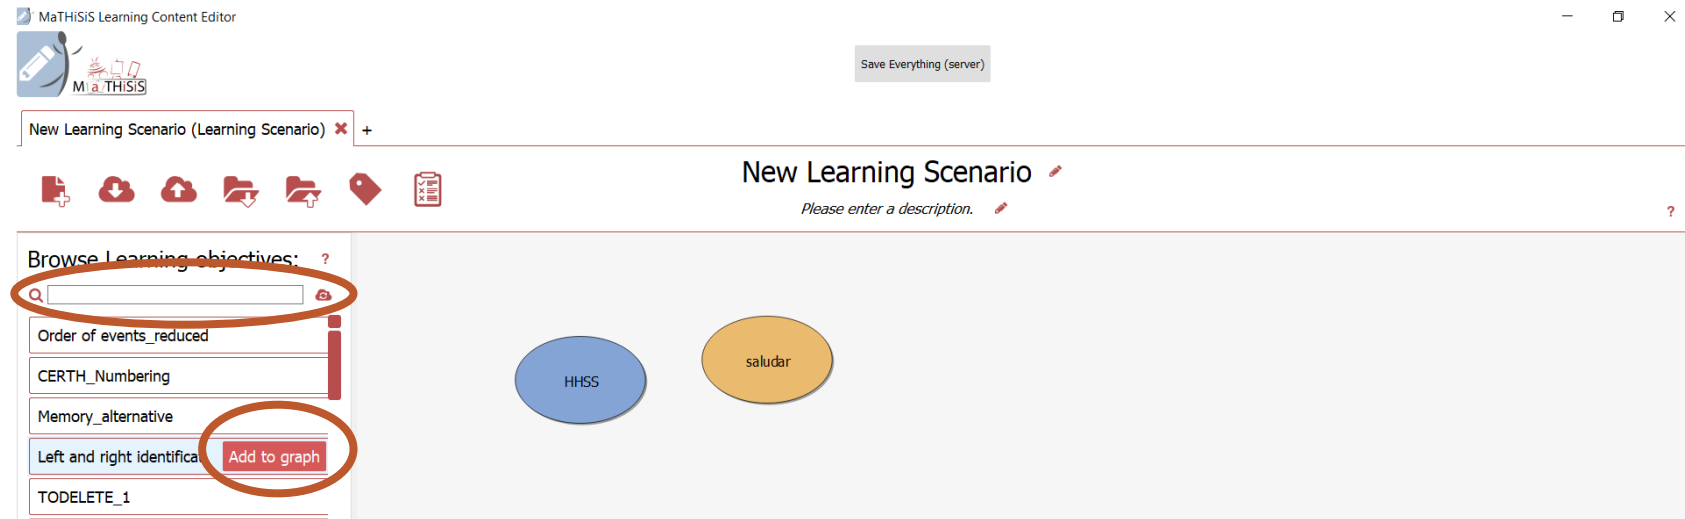 MaTHiSiS Learning Content Editor
MaTHiSiS
Save Everything (server)
New Learning Scenario (Learning Scenario) +
New Learning Scenario
Please enter a description.
?
Browse Learning objectives: ?
Order of events_reduced
CERTH_Numbering
Memory_alternative
Left and right identifica Add to graph
TODELETE_1
HHSS
saludar